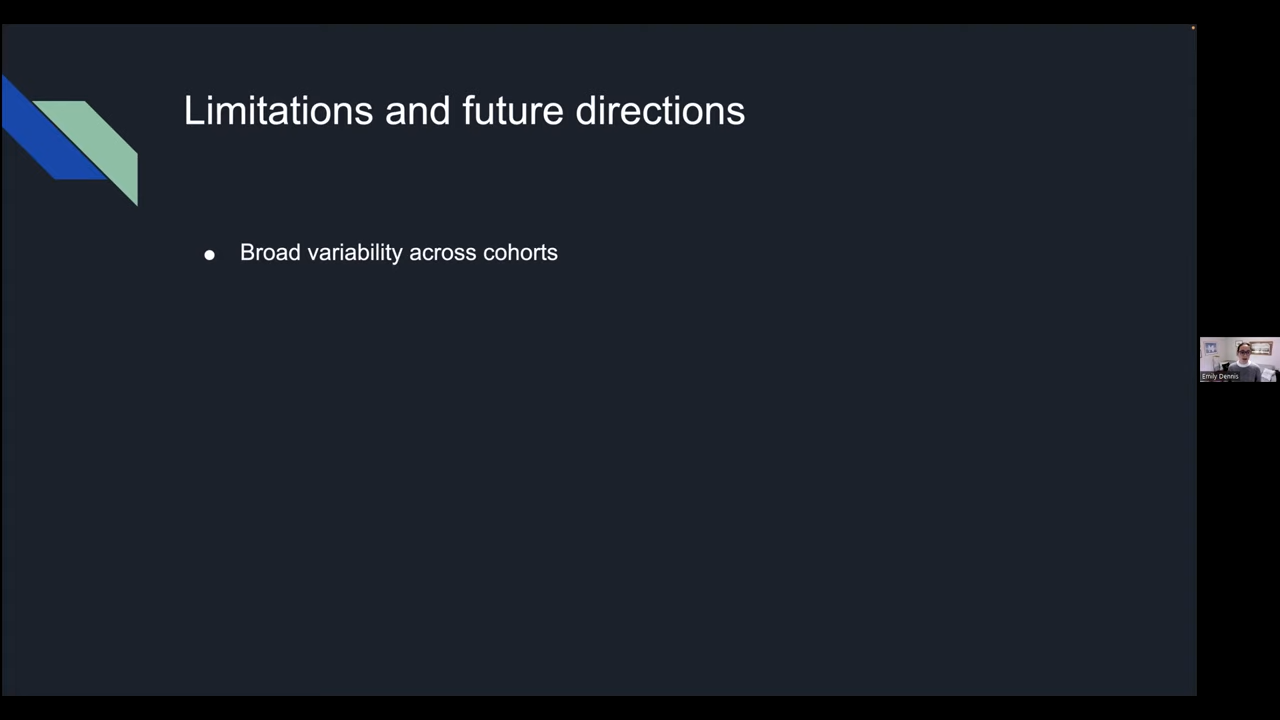 Limitations and future directions
● Broad variability across cohorts
Emily Dennis